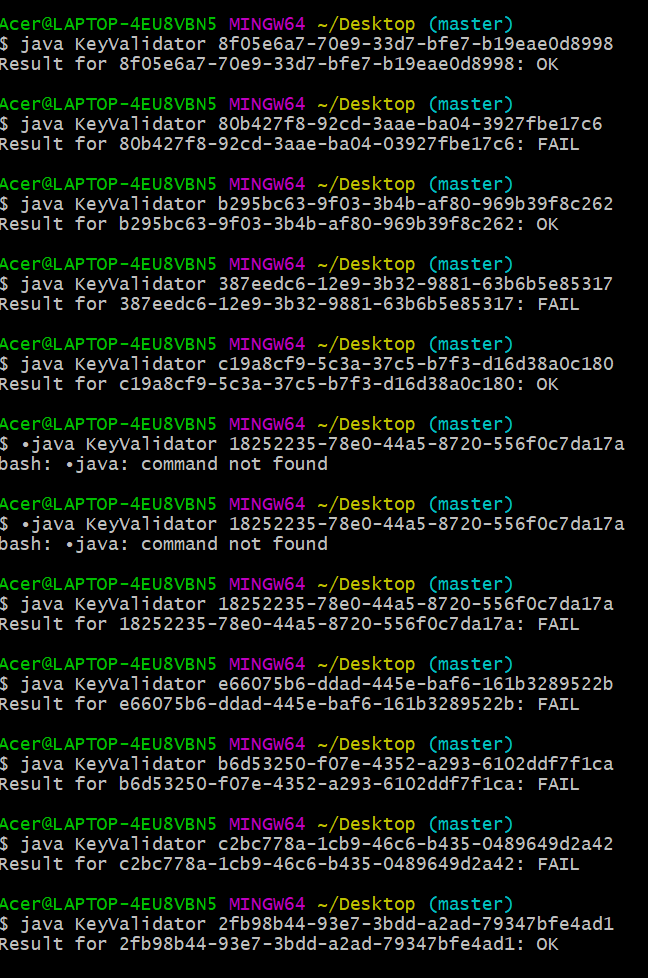 Acer@LAPTOP-4EU8VBN5 MINGW64 ~/Desktop (master)
$ java KeyValidator 8f05e6a7-70e9-33d7-bfe7-b19eae0d8998
Result for 8f05e6a7-70e9-33d7-bfe7-b19eae0d8998: OK
Acer@LAPTOP-4EU8VBN5 MINGW64 ~/Desktop (master)
$ java KeyValidator 80b427f8-92cd-3aae-ba04-3927fbe17c6
Result for 80b427f8-92cd-3aae-ba04-03927fbe17c6: FAIL
Acer@LAPTOP-4EU8VBN5 MINGW64 ~/Desktop (master)
$ java KeyValidator b295bc63-9f03-3b4b-af80-969b39f8c262
Result for b295bc63-9f03-3b4b-af80-969b39f8c262: OK
Acer@LAPTOP-4EU8VBN5 MINGW64 ~/Desktop (master)
$ java KeyValidator 387eedc6-12e9-3b32-9881-63b6b5e85317
Result for 387eedc6-12e9-3b32-9881-63b6b5e85317: FAIL
Acer@LAPTOP-4EU8VBN5 MINGW64 ~/Desktop (master)
$ java KeyValidator c19a8cf9-5c3a-37c5-b7f3-d16d38a0c180
Result for c19a8cf9-5c3a-37c5-b7f3-d16d38a0c180: OK
Acer@LAPTOP-4EU8VBN5 MINGW64 ~/Desktop (master)
$ •java KeyValidator 18252235-78e0-44a5-8720-556f0c7da17a
bash: •java: command not found
Acer@LAPTOP-4EU8VBN5 MINGW64 ~/Desktop (master)
$ •java KeyValidator 18252235-78e0-44a5-8720-556f0c7da17a
bash: •java: command not found
Acer@LAPTOP-4EU8VBN5 MINGW64 ~/Desktop (master)
$ java KeyValidator 18252235-78e0-44a5-8720-556f0c7da17a
Result for 18252235-78e0-44a5-8720-556f0c7da17a: FAIL
Acer@LAPTOP-4EU8VBN5 MINGW64 ~/Desktop (master)
$ java KeyValidator e66075b6-ddad-445e-baf6-161b3289522b
Result for e66075b6-ddad-445e-baf6-161b3289522b: FAIL
Acer@LAPTOP-4EU8VBN5 MINGW64 ~/Desktop (master)
$ java KeyValidator b6d53250-f07e-4352-a293-6102ddf7f1ca
Result for b6d53250-f07e-4352-a293-6102ddf7f1ca: FAIL
Acer@LAPTOP-4EU8VBN5 MINGW64 ~/Desktop (master)
$ java KeyValidator c2bc778a-1cb9-46c6-b435-0489649d2a42
Result for c2bc778a-1cb9-46c6-b435-0489649d2a42: FAIL
Acer@LAPTOP-4EU8VBN5 MINGW64 ~/Desktop (master)
$ java KeyValidator 2fb98b44-93e7-3bdd-a2ad-79347bfe4ad1
Result for 2fb98b44-93e7-3bdd-a2ad-79347bfe4ad1: OK